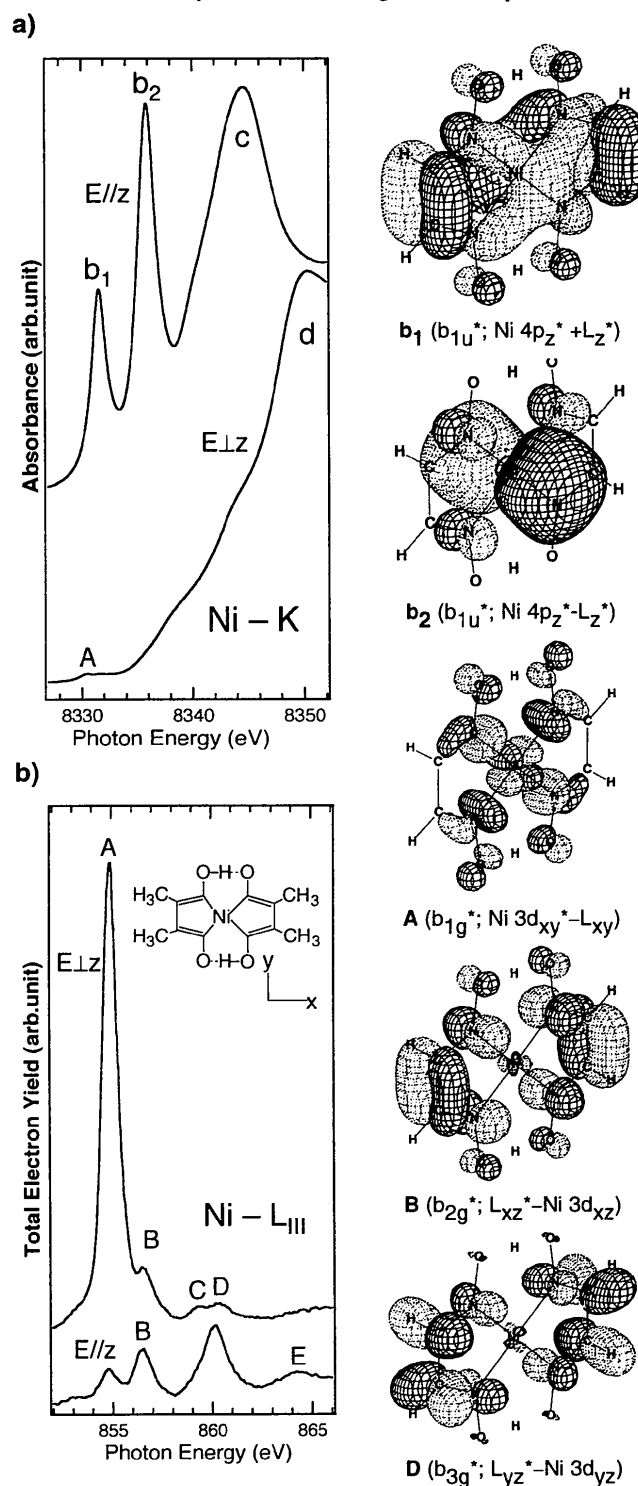 a)
b2
b1
c
E//z
d
E⊥z
A
Ni – K
Absorbance (arb.unit)
8330 8340 8350
Photon Energy (eV)
b)
A
E⊥z
O·H·O
H3C CH3
Ni
H3C CH3
O·H·O
y
x
Ni – LIII
B
C D
E//z
B
E
Total Electron Yield (arb.unit)
855 860 865
Photon Energy (eV)
b1 (b1u*; Ni 4pz* +Lz*)
b2 (b1u*; Ni 4pz*-Lz*)
A (b1g*; Ni 3dxy*–Lxy)
B (b2g*; Lxz*–Ni 3dxz)
D (b3g*; Lyz*–Ni 3dyz)